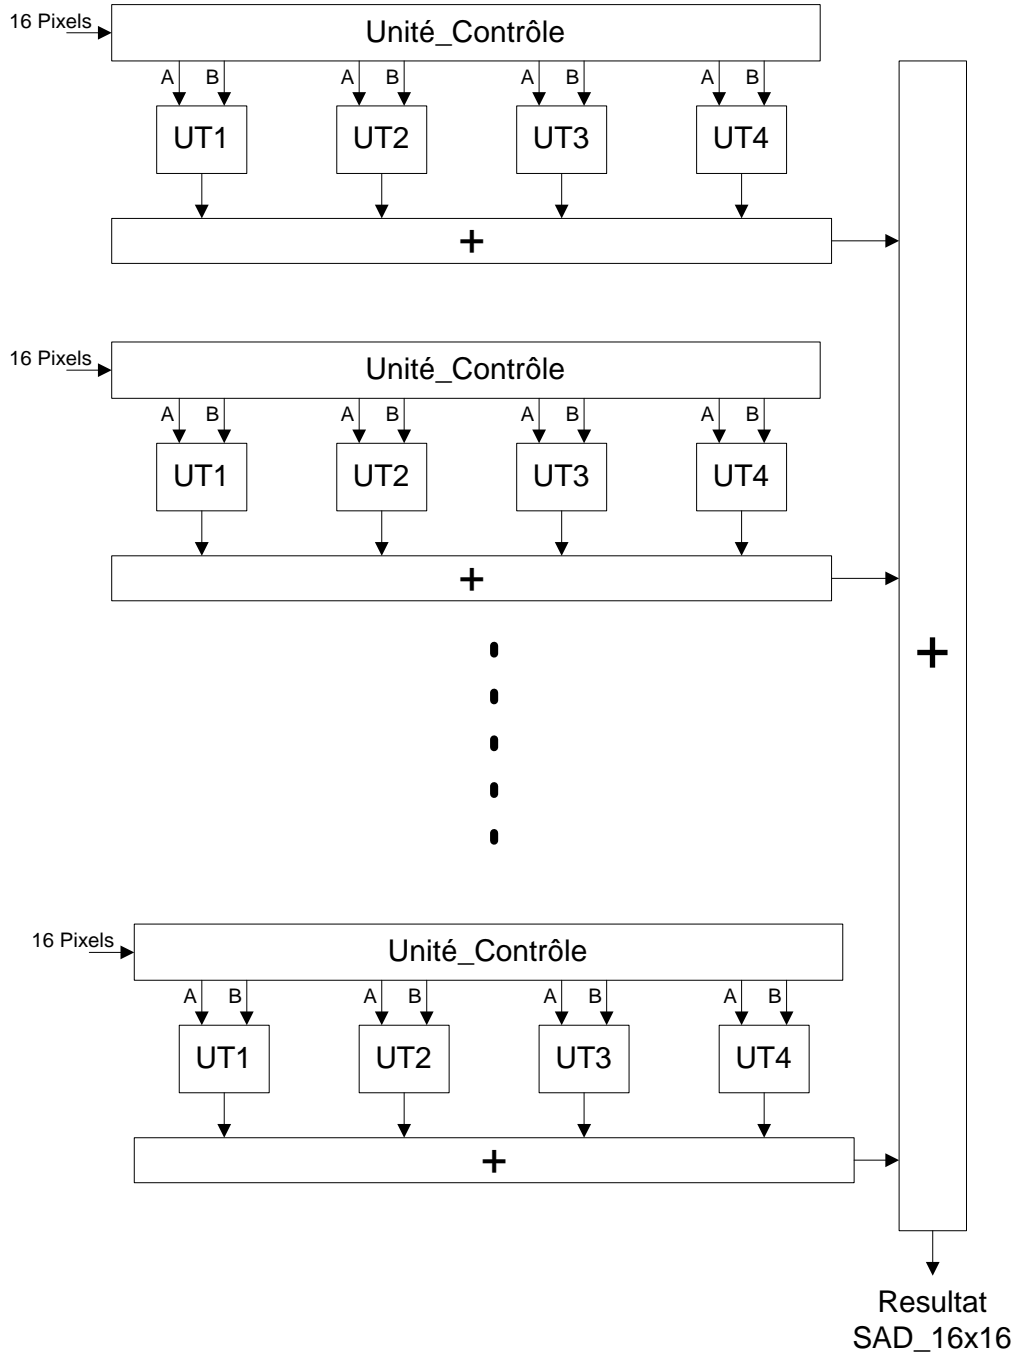 16 Pixels
Unité_Contrôle
A B A B A B A B
UT1 UT2 UT3 UT4
+
16 Pixels
Unité_Contrôle
A B A B A B A B
UT1 UT2 UT3 UT4
+
+
16 Pixels
Unité_Contrôle
A B A B A B A B
UT1 UT2 UT3 UT4
+
Resultat
SAD_16x16